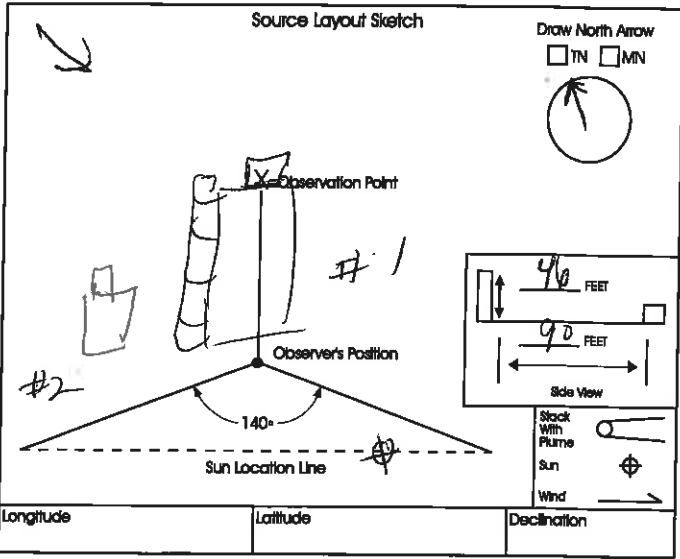 Source Layout Sketch
Draw North Arrow
TN MN
X=Observation Point
# 1
46 FEET
90 FEET
Side View
Observer's Position
#2
140°
Sun Location Line
Stack
With
Plume
Sun
Wind
Longitude
Latitude
Declination